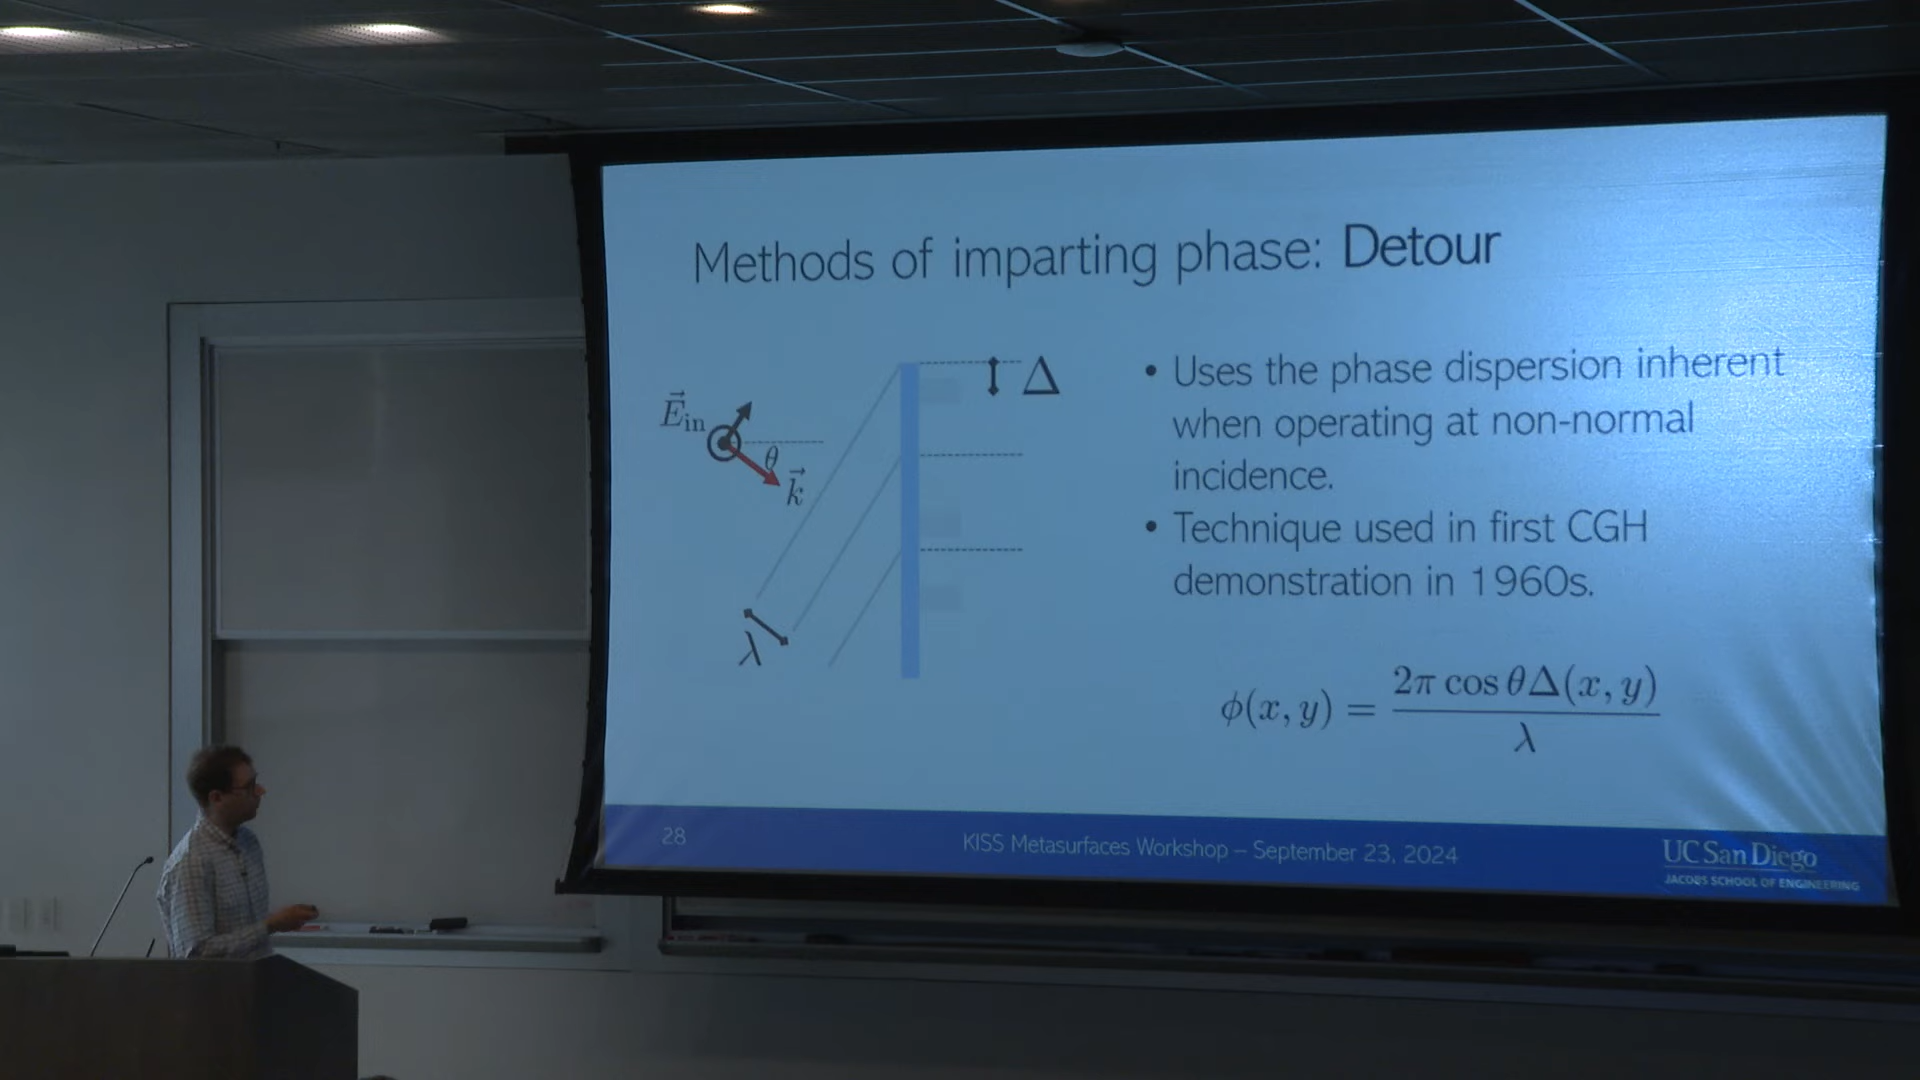 Methods of imparting phase: Detour
Δ
E⃗in
θ
k⃗
λ
• Uses the phase dispersion inherent
when operating at non-normal
incidence.
• Technique used in first CGH
demonstration in 1960s.
ϕ(x, y) = 2π cos θΔ(x, y) / λ
28
KISS Metasurfaces Workshop – September 23, 2024
UC San Diego
JACOBS SCHOOL OF ENGINEERING